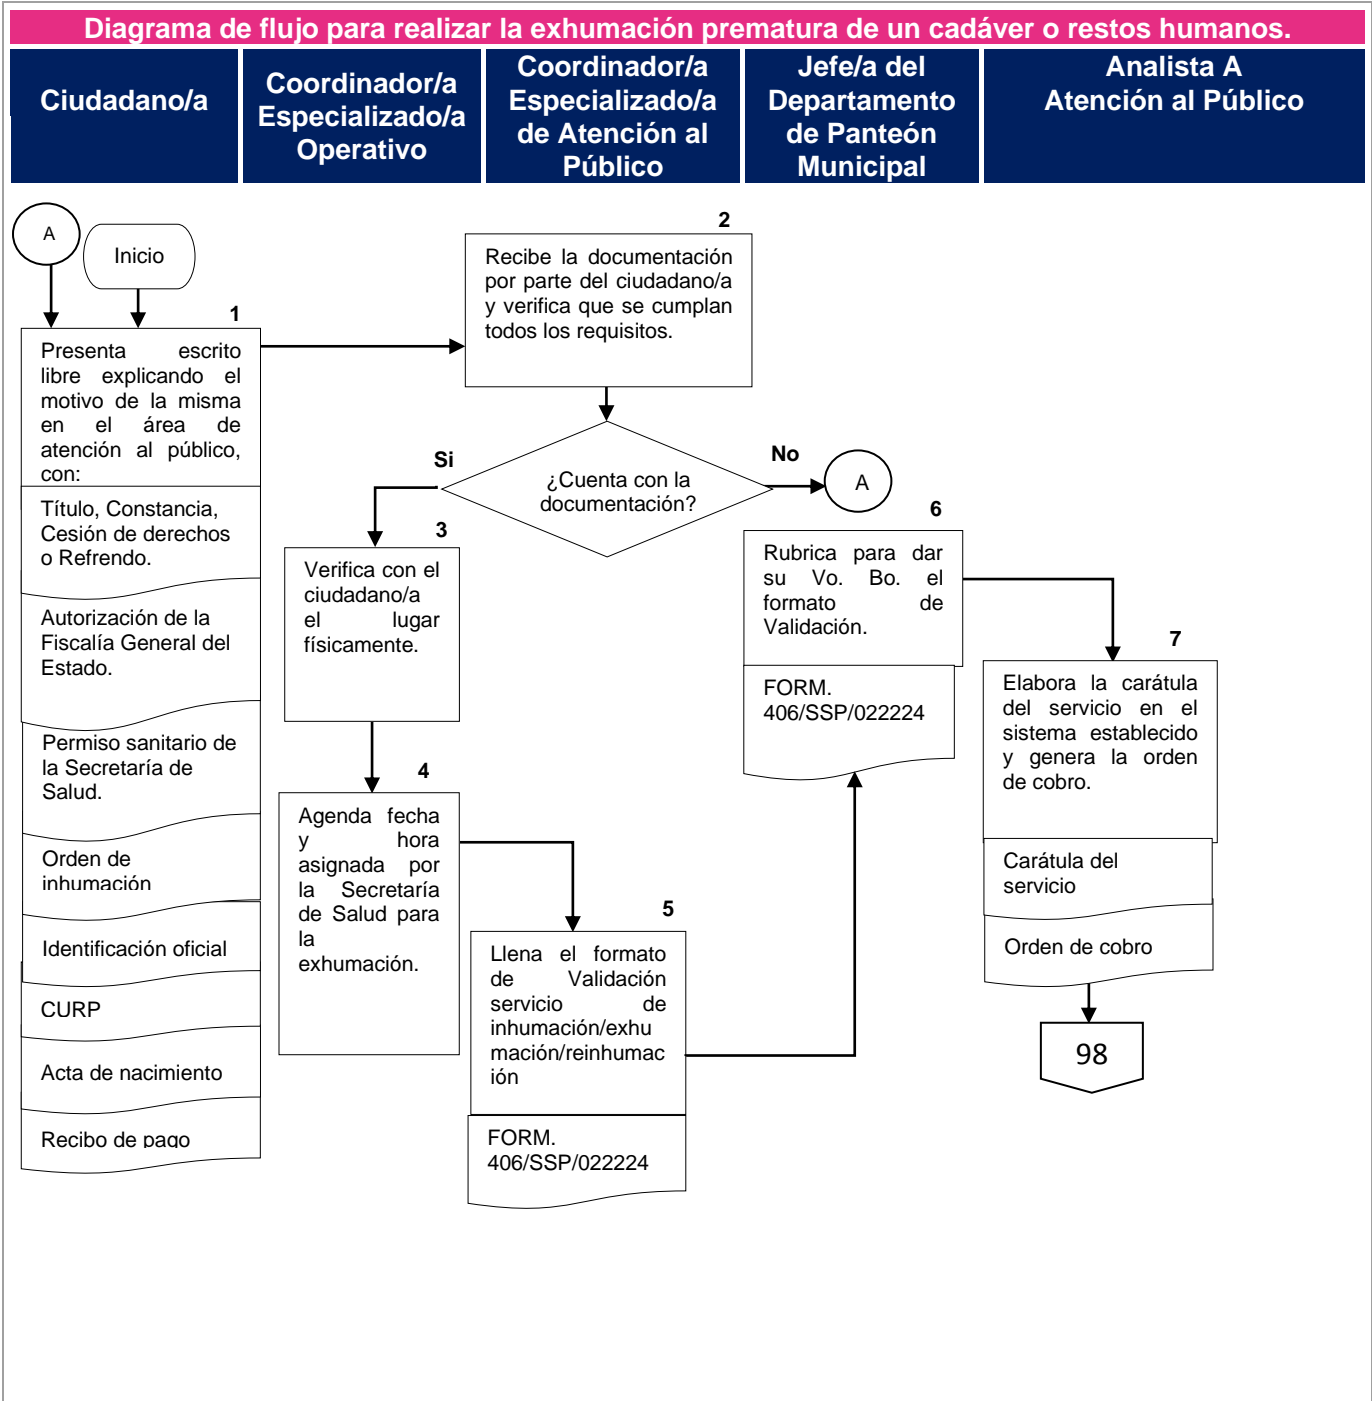 Diagrama de flujo para realizar la exhumación prematura de un cadáver o restos humanos.
Ciudadano/a
Coordinador/a
Especializado/a
Operativo
Coordinador/a
Especializado/a
de Atención al
Público
Jefe/a del
Departamento
de Panteón
Municipal
Analista A
Atención al Público
A
Inicio
1
Presenta escrito
libre explicando el
motivo de la misma
en el área de
atención al público,
con:
Título, Constancia,
Cesión de derechos
o Refrendo.
Autorización de la
Fiscalía General del
Estado.
Permiso sanitario de
la Secretaría de
Salud.
Orden de
inhumación
Identificación oficial
CURP
Acta de nacimiento
Recibo de pago
2
Recibe la documentación
por parte del ciudadano/a
y verifica que se cumplan
todos los requisitos.
¿Cuenta con la
documentación?
Si
No
A
3
Verifica con el
ciudadano/a
el lugar
físicamente.
4
Agenda fecha
y hora
asignada por
la Secretaría
de Salud para
la
exhumación.
5
Llena el formato
de Validación
servicio de
inhumación/exhu
mación/reinhumac
ión
FORM.
406/SSP/022224
6
Rubrica para dar
su Vo. Bo. el
formato de
Validación.
FORM.
406/SSP/022224
7
Elabora la carátula
del servicio en el
sistema establecido
y genera la orden
de cobro.
Carátula del
servicio
Orden de cobro
98